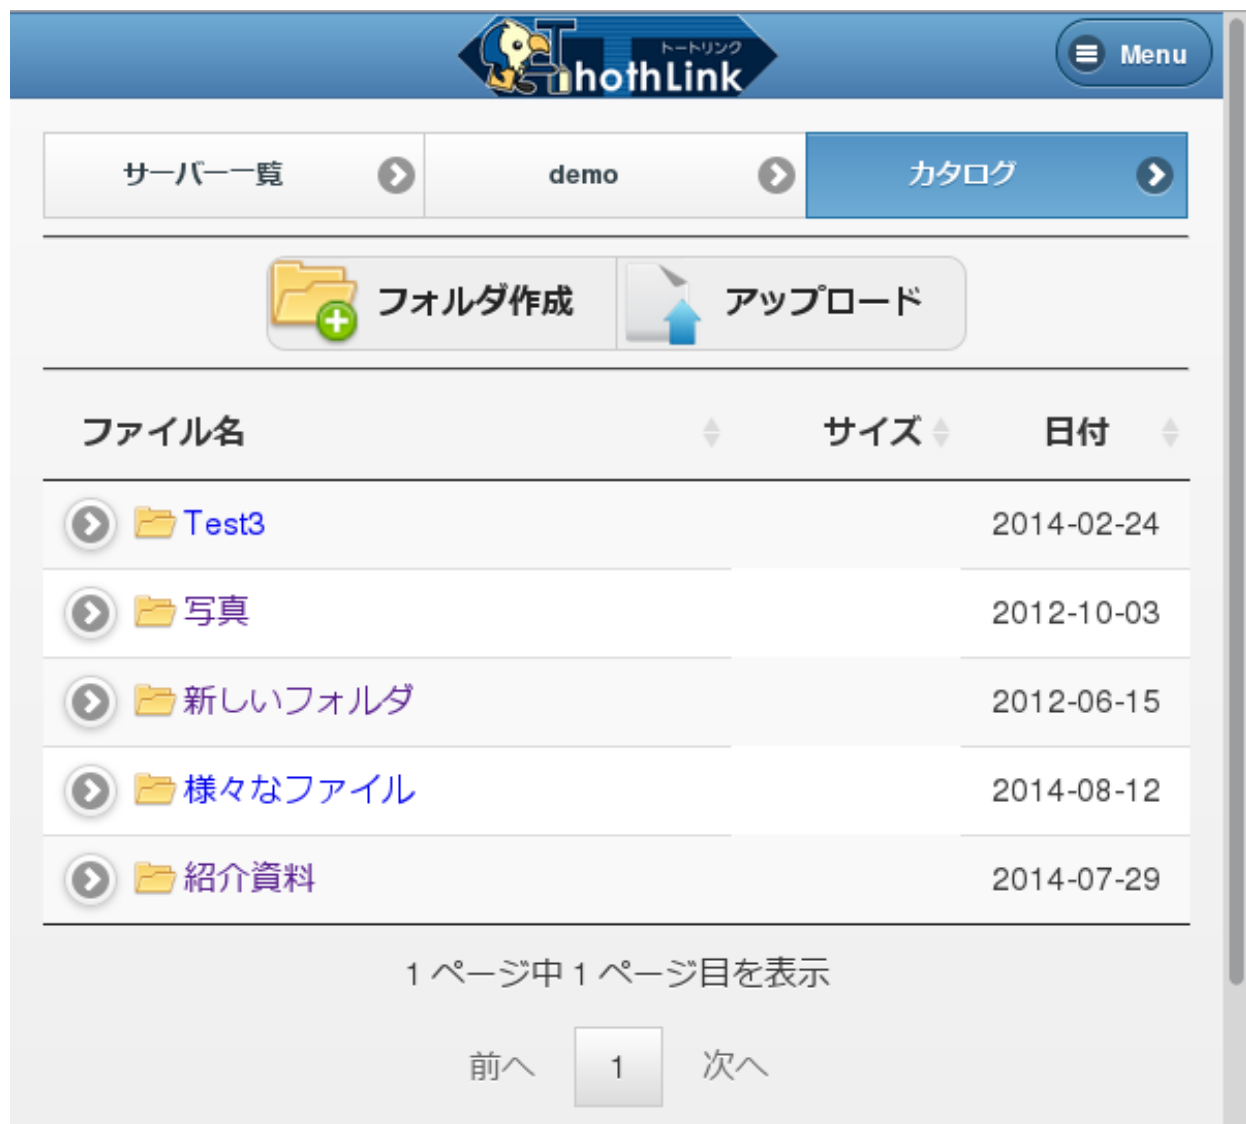 トートリンク
ThothLink
Menu
サーバー一覧 demo カタログ
フォルダ作成 アップロード
ファイル名 サイズ 日付
Test3 2014-02-24
写真 2012-10-03
新しいフォルダ 2012-06-15
様々なファイル 2014-08-12
紹介資料 2014-07-29
1 ページ中 1 ページ目を表示
前へ 1 次へ